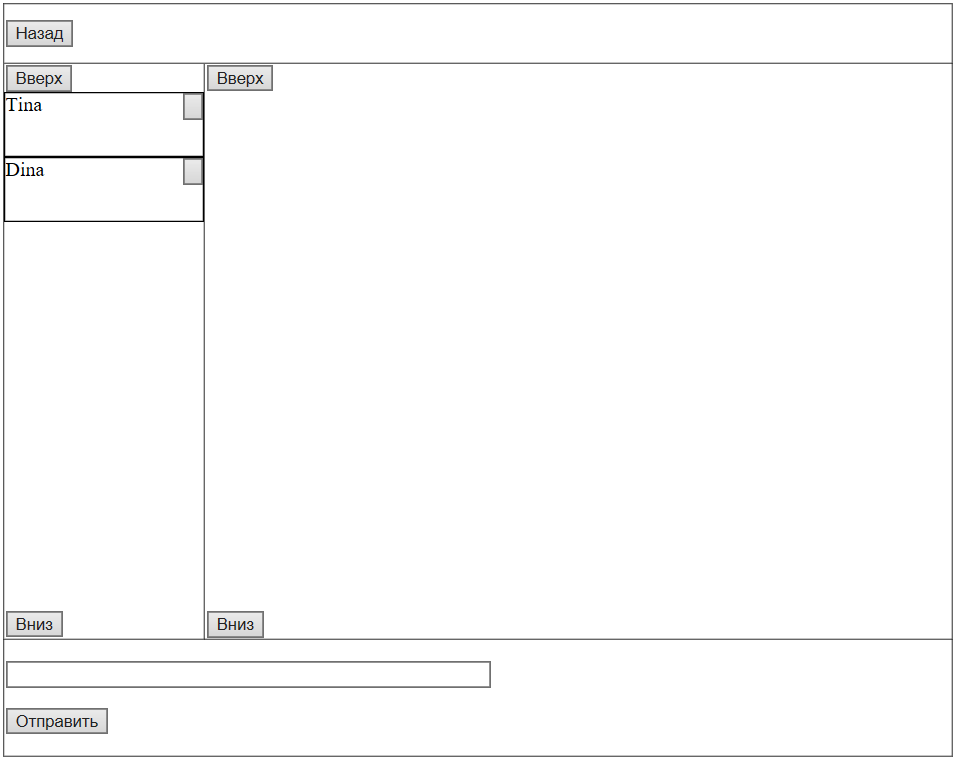 Назад
Вверх
Вверх
Tina
Dina
Вниз
Вниз
Отправить